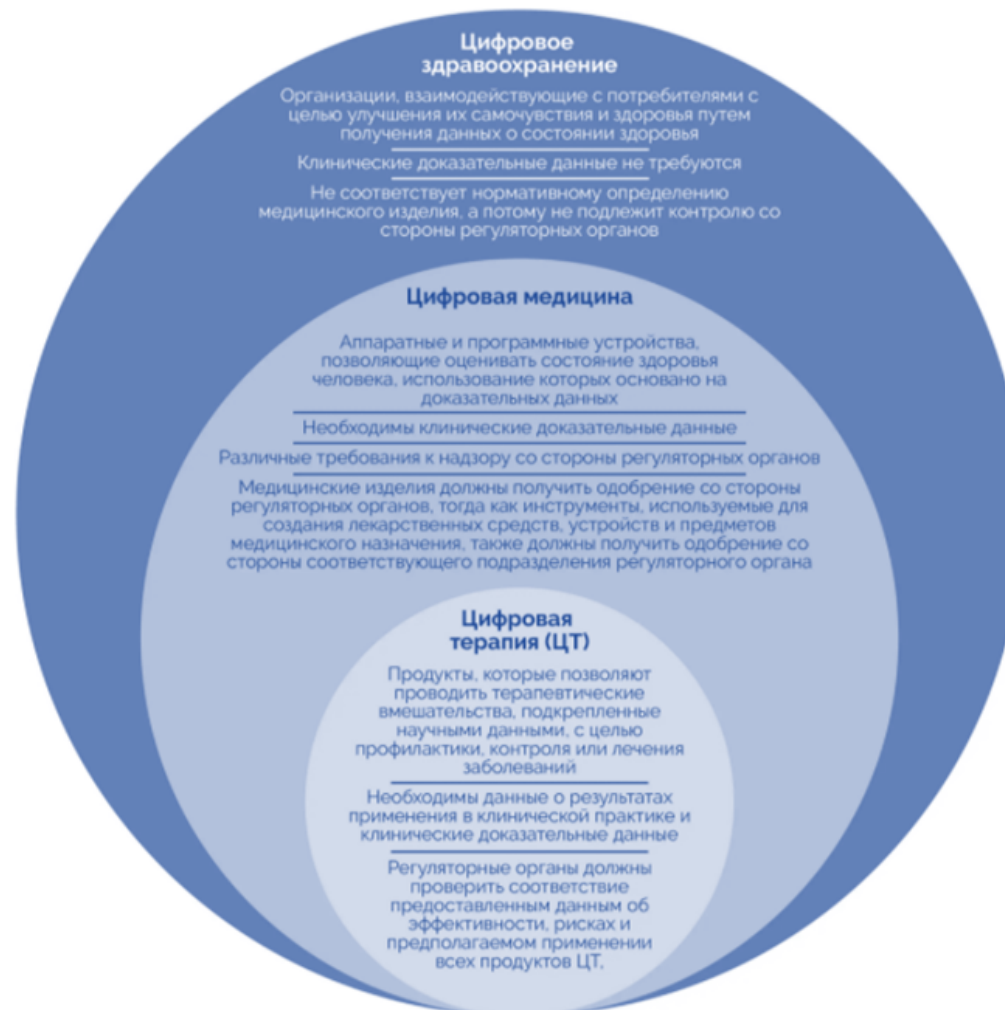 Цифровое
здравоохранение
Организации, взаимодействующие с потребителями с
целью улучшения их самочувствия и здоровья путем
получения данных о состоянии здоровья
Клинические доказательные данные не требуются
Не соответствует нормативному определению
медицинского изделия, а потому не подлежит контролю со
стороны регуляторных органов
Цифровая медицина
Аппаратные и программные устройства,
позволяющие оценивать состояние здоровья
человека, использование которых основано на
доказательных данных
Необходимы клинические доказательные данные
Различные требования к надзору со стороны регуляторных органов
Медицинские изделия должны получить одобрение со стороны
регуляторных органов, тогда как инструменты, используемые для
создания лекарственных средств, устройств и предметов
медицинского назначения, также должны получить одобрение со
стороны соответствующего подразделения регуляторного органа
Цифровая
терапия (ЦТ)
Продукты, которые позволяют
проводить терапевтические
вмешательства, подкрепленные
научными данными, с целью
профилактики, контроля или лечения
заболеваний
Необходимы данные о результатах
применения в клинической практике и
клинические доказательные данные
Регуляторные органы должны
проверить соответствие
предоставленным данным об
эффективности, рисках и
предполагаемом применении
всех продуктов ЦТ,